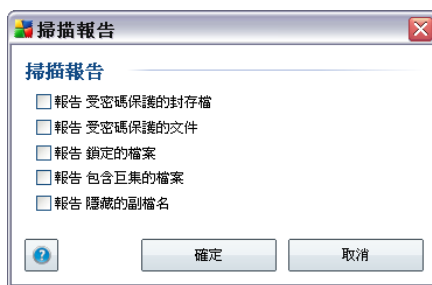 掃描報告
掃描報告
報告 受密碼保護的封存檔
報告 受密碼保護的文件
報告 鎖定的檔案
報告 包含巨集的檔案
報告 隱藏的副檔名
確定
取消